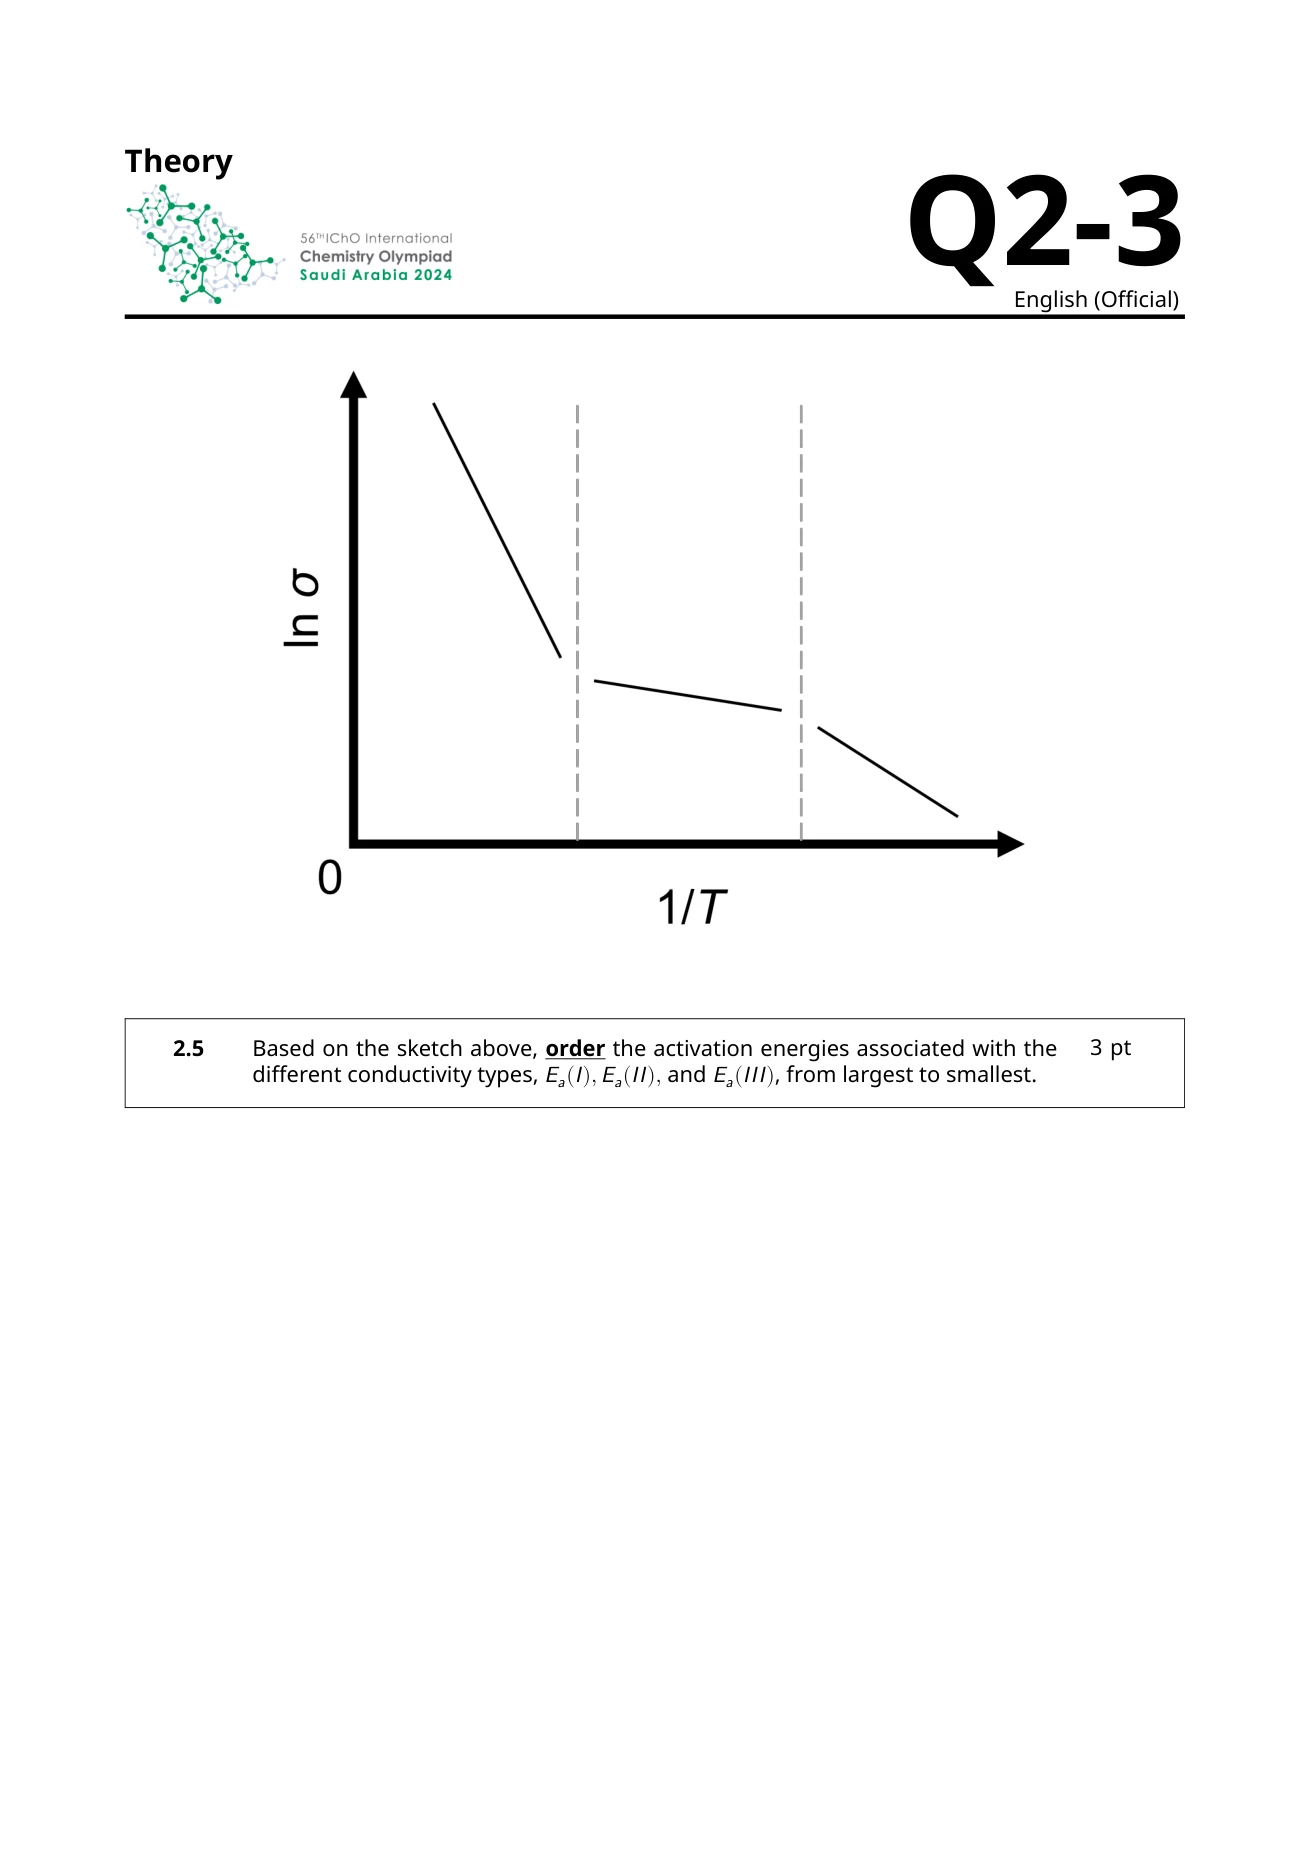 Theory
56THIChO International
Chemistry Olympiad
Saudi Arabia 2024
Q2-3
English (Official)
ln σ
0
1/T
2.5 Based on the sketch above, order the activation energies associated with the 3 pt
different conductivity types, Ea(I), Ea(II), and Ea(III), from largest to smallest.